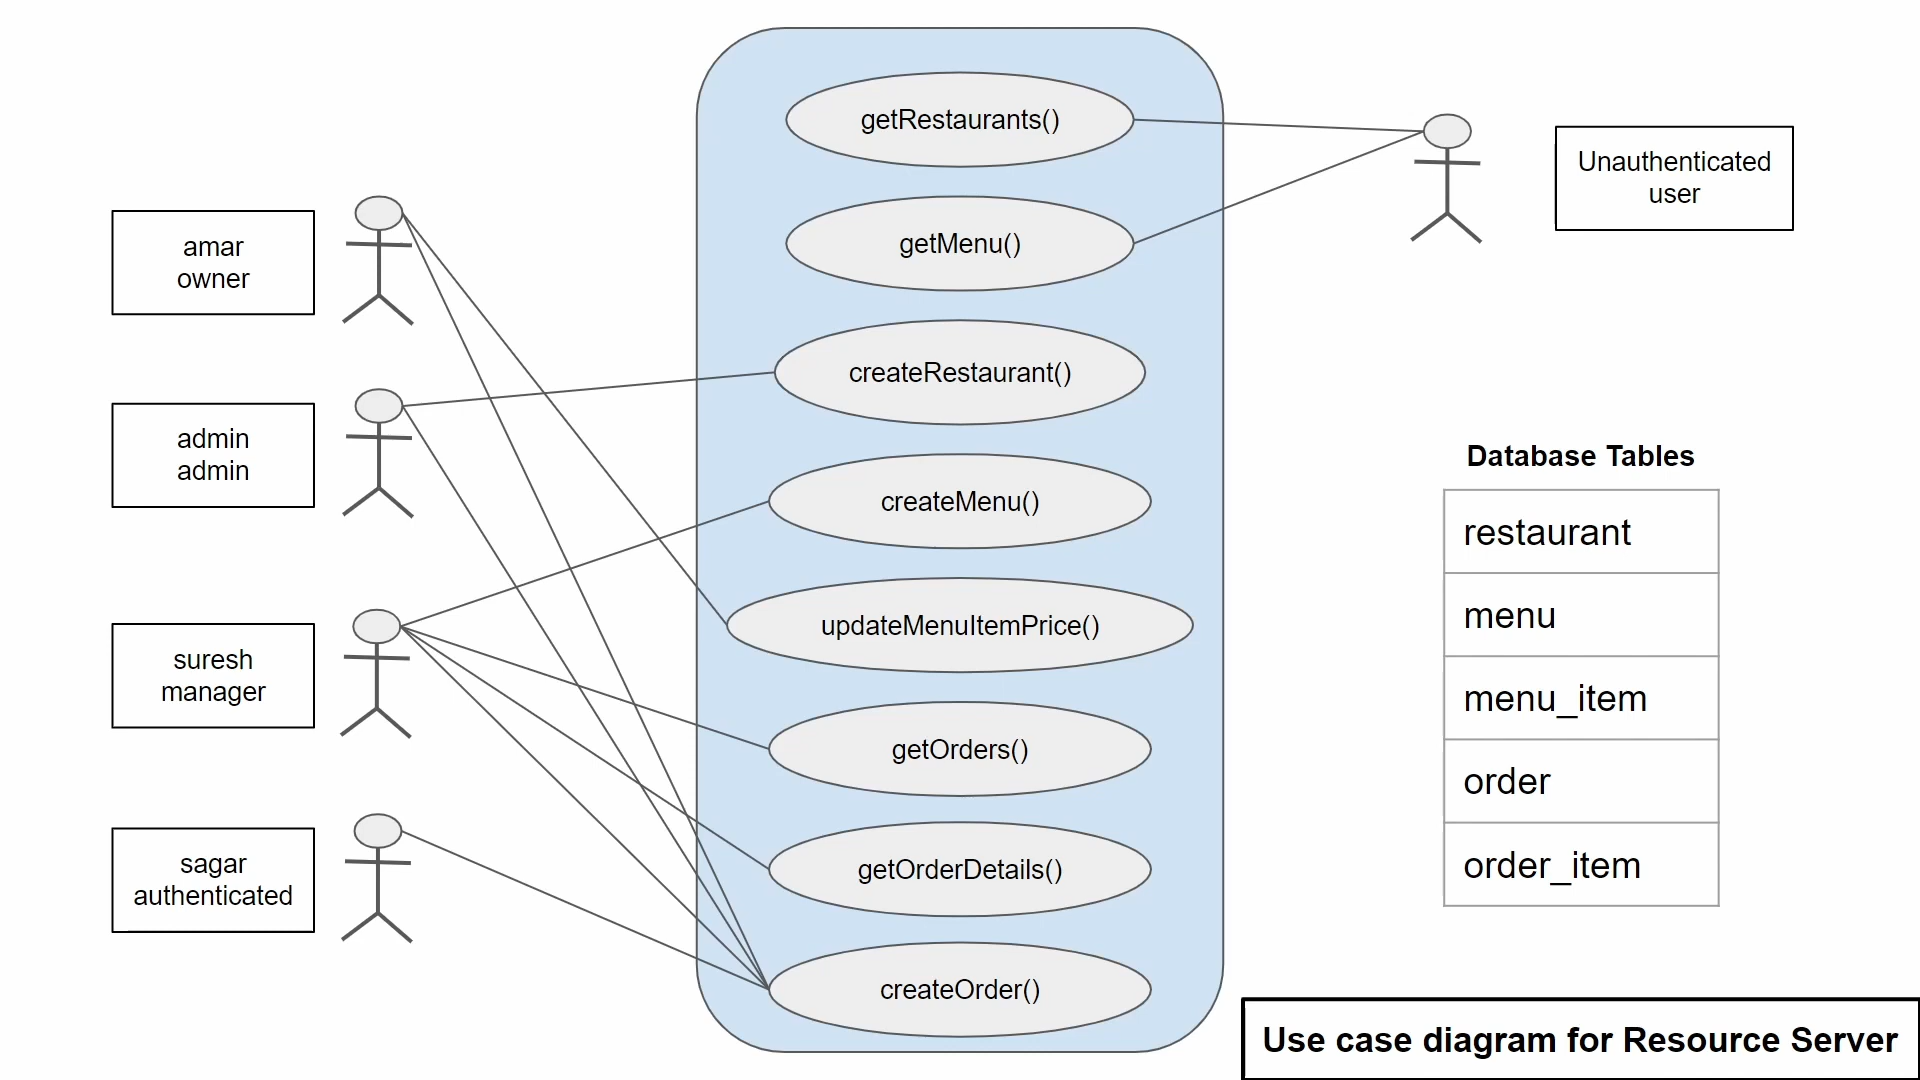 getRestaurants()
getMenu()
createRestaurant()
createMenu()
updateMenuItemPrice()
getOrders()
getOrderDetails()
createOrder()
amar
owner
admin
admin
suresh
manager
sagar
authenticated
Unauthenticated
user
Database Tables
restaurant
menu
menu_item
order
order_item
Use case diagram for Resource Server